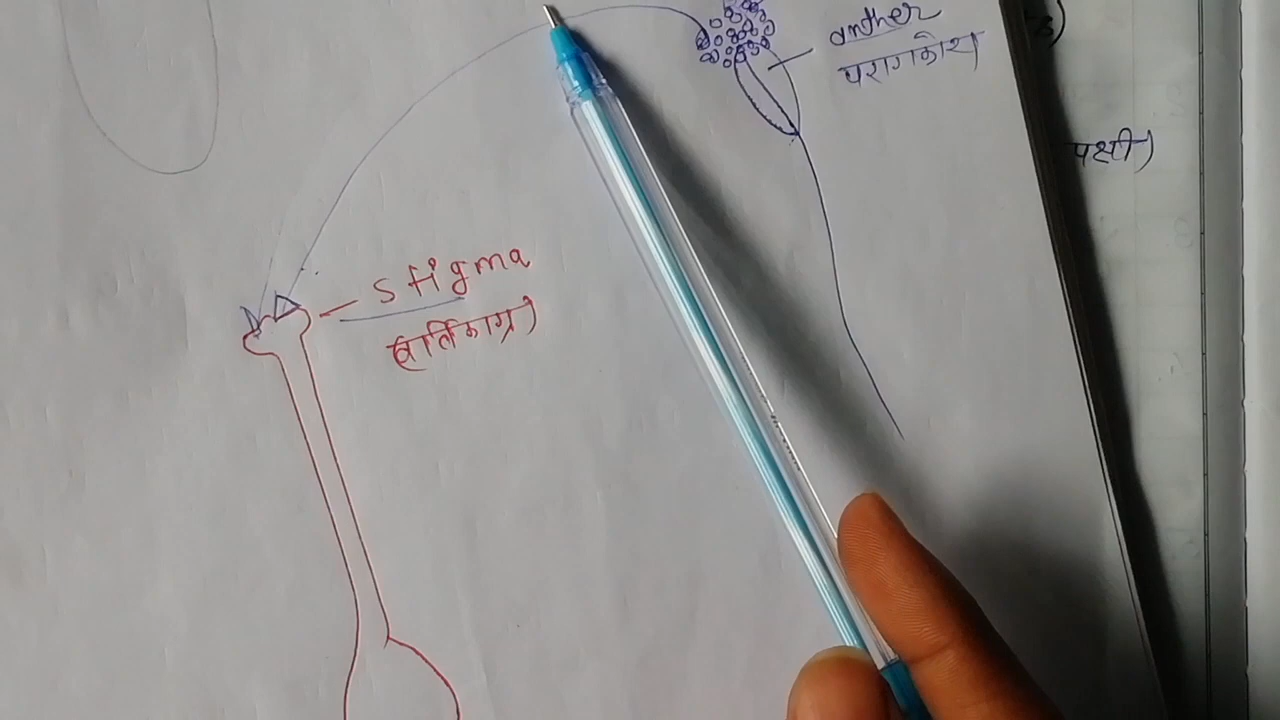 anther
परागकोश
पक्षी)
stigma
वर्तिकाग्र)